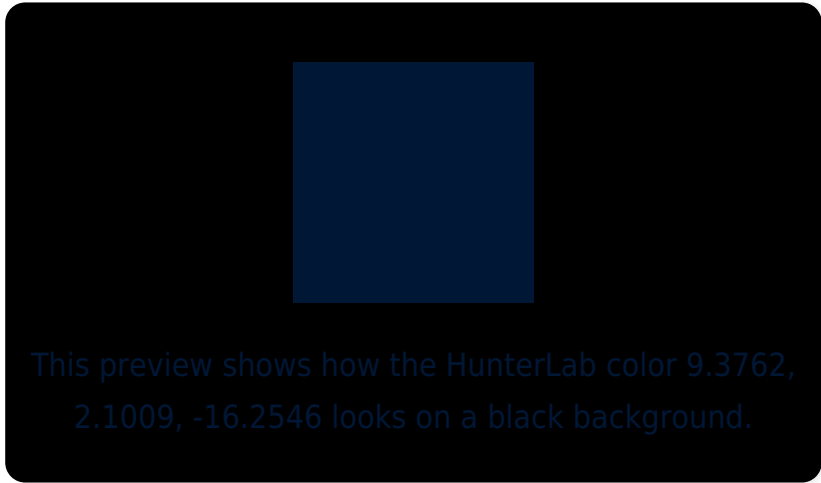 This preview shows how the HunterLab color 9.3762,
2.1009, -16.2546 looks on a black background.